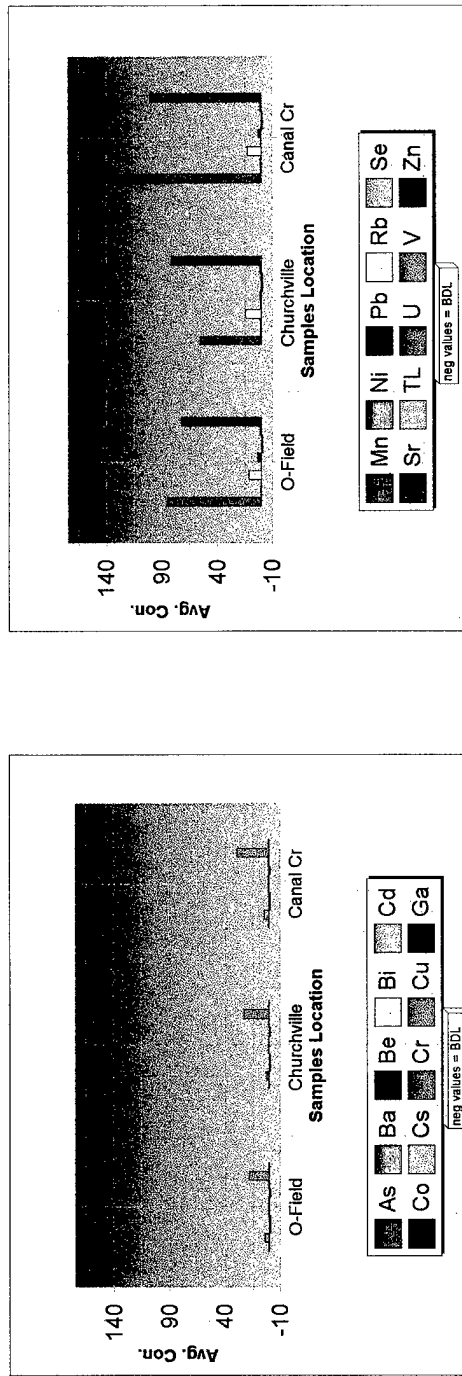 140
90
40
-10
Avg. Con.
O-Field
Churchville
Canal Cr
Samples Location
As Ba Be Bi Cd
Co Cs Cr Cu Ga
neg values = BDL
140
90
40
-10
Avg. Con.
O-Field
Churchville
Canal Cr
Samples Location
Mn Ni Pb Rb Se
Sr TL U V Zn
neg values = BDL